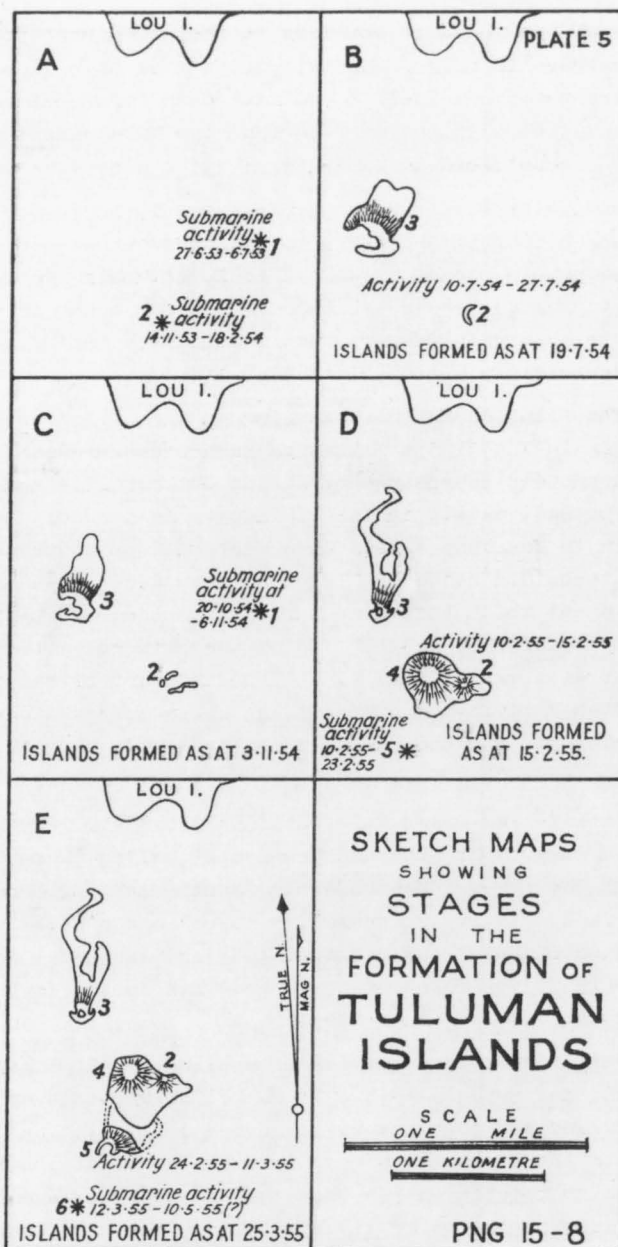 LOU I.
A
Submarine
activity
27·6·53-6·7·53 1
2 Submarine
activity
14·11·53-18·2·54
LOU I.
PLATE 5
B
3
Activity 10·7·54-27·7·54
2
ISLANDS FORMED AS AT 19·7·54
LOU I.
C
3
Submarine
activity at
20·10·54 1
-6·11·54
2
ISLANDS FORMED AS AT 3·11·54
LOU I.
D
3
Activity 10·2·55-15·2·55
4 2
Submarine
activity
10·2·55- 5
23·2·55
ISLANDS FORMED
AS AT 15·2·55.
LOU I.
E
TRUE N.
MAG N.
3
4 2
5
Activity 24·2·55-11·3·55
Submarine activity
6 12·3·55-10·5·55(?)
ISLANDS FORMED AS AT 25·3·55
SKETCH MAPS
SHOWING
STAGES
IN THE
FORMATION OF
TULUMAN
ISLANDS
SCALE
ONE MILE
ONE KILOMETRE
PNG 15-8